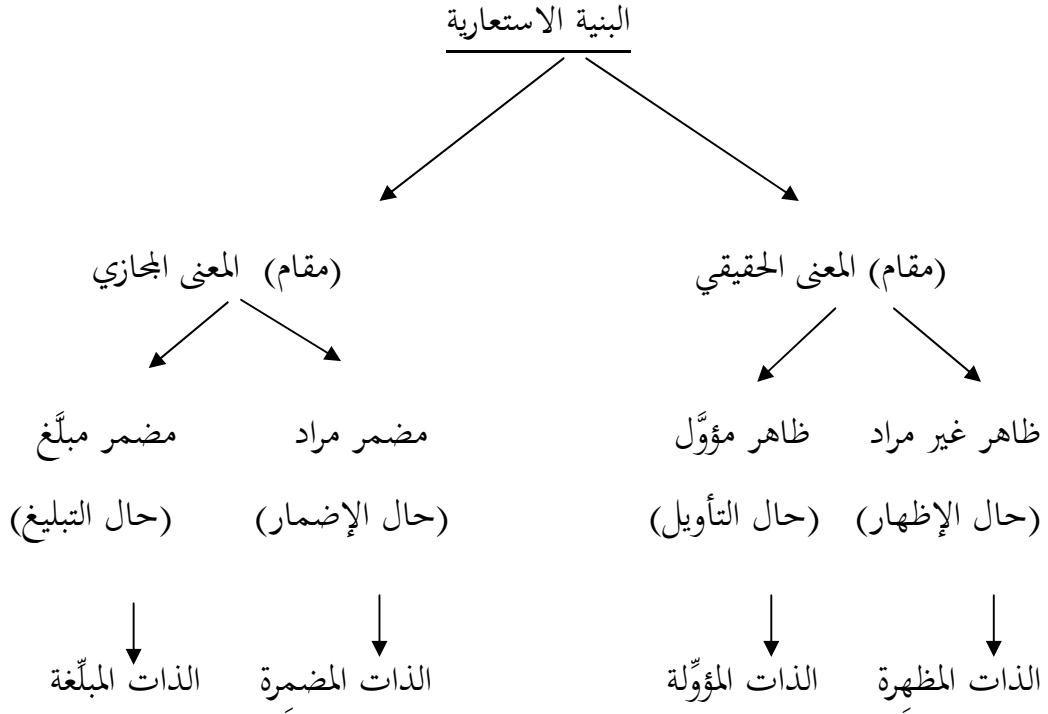 البنية الاستعارية
(مقام) المعنى الحقيقي (مقام) المعنى المجازي
ظاهر غير مراد ظاهر مؤوَّل مضمر مراد مضمر مبلَّغ
(حال الإظهار) (حال التأويل) (حال الإضمار) (حال التبليغ)
الذات المظهِرة الذات المؤوِّلة الذات المضمِرة الذات المبلِّغة